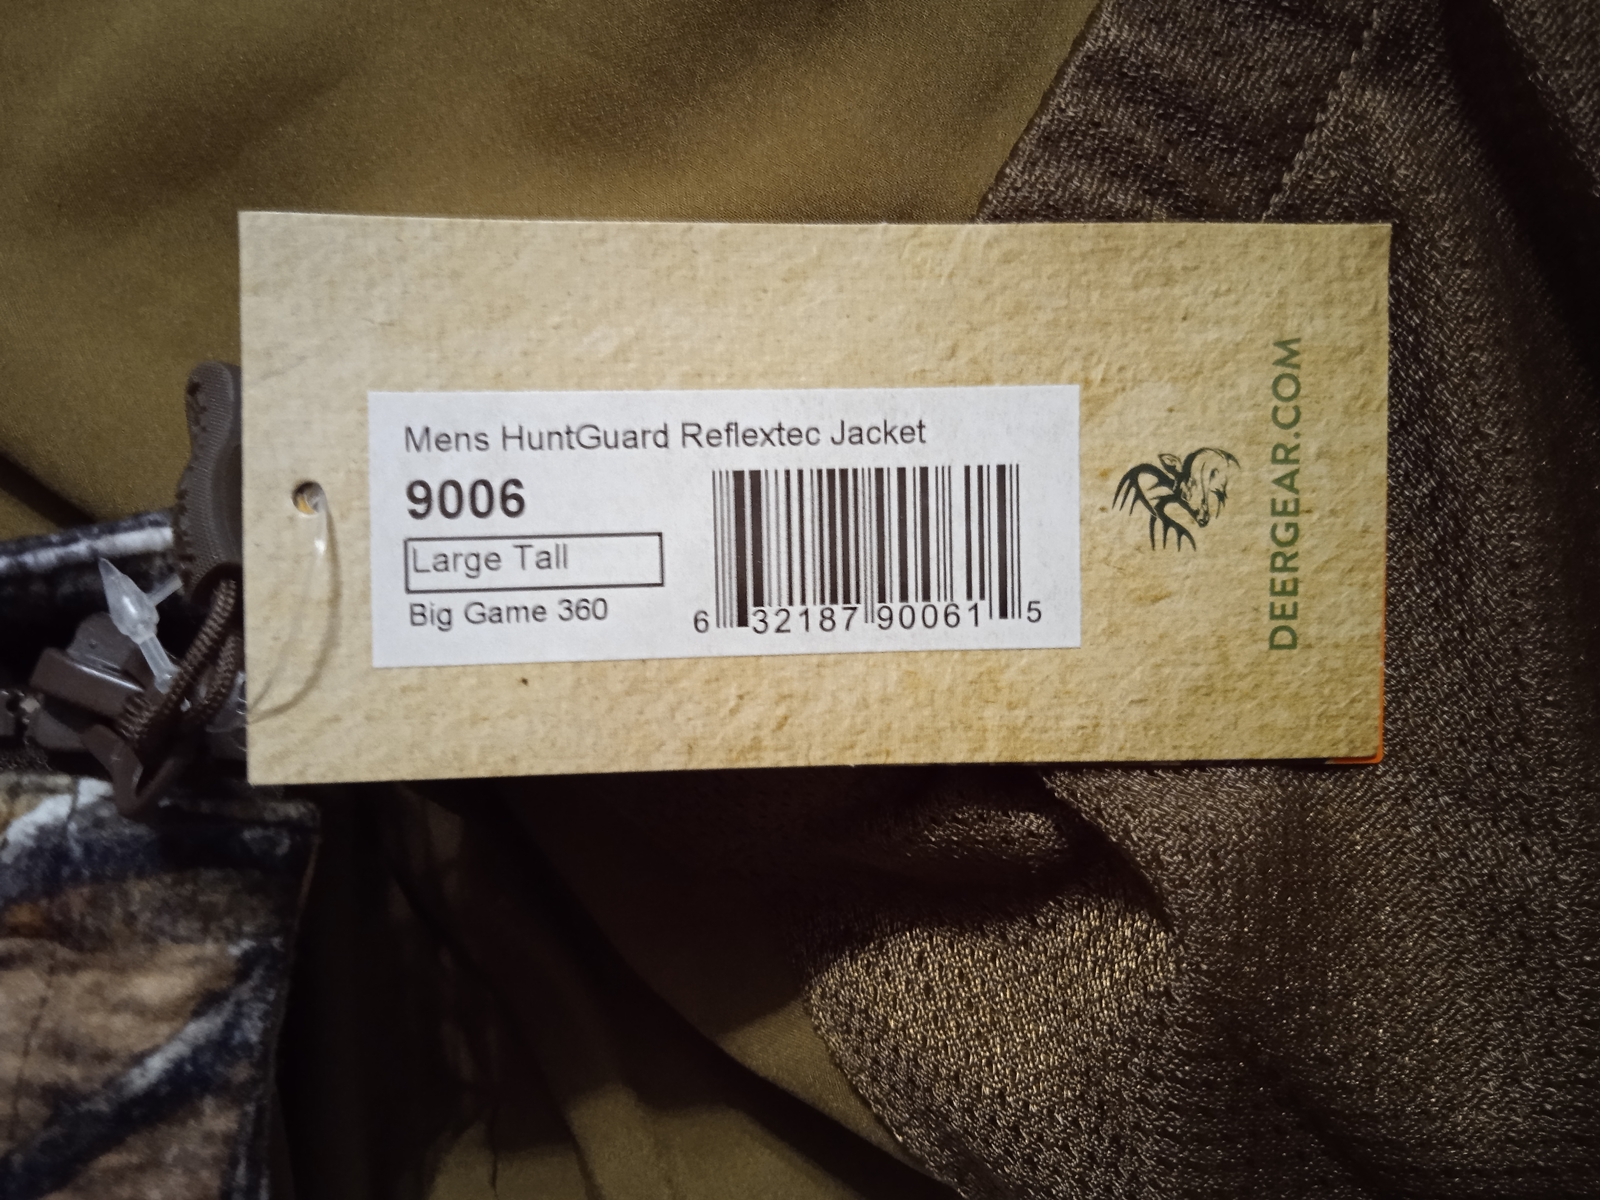 Mens HuntGuard Reflextec Jacket
9006
Large Tall
Big Game 360
6 32187 90061 5
DEERGEAR.COM